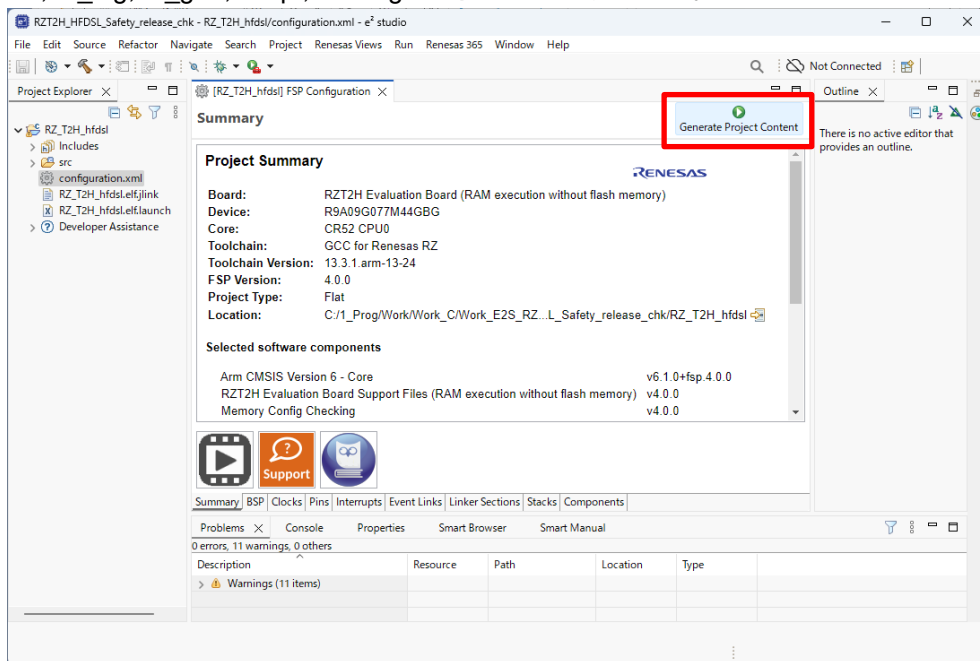 RZT2H_HFDSL_Safety_release_chk - RZ_T2H_hfdsl/configuration.xml - e² studio
File Edit Source Refactor Navigate Search Project Renesas Views Run Renesas 365 Window Help
Not Connected
Project Explorer
[RZ_T2H_hfdsl] FSP Configuration
Outline
RZ_T2H_hfdsl
Includes
src
configuration.xml
RZ_T2H_hfdsl.elf.jlink
RZ_T2H_hfdsl.elf.launch
Developer Assistance
Summary
Generate Project Content
There is no active editor that
provides an outline.
Project Summary
RENESAS
Board: RZT2H Evaluation Board (RAM execution without flash memory)
Device: R9A09G077M44GBG
Core: CR52 CPU0
Toolchain: GCC for Renesas RZ
Toolchain Version: 13.3.1.arm-13-24
FSP Version: 4.0.0
Project Type: Flat
Location: C:/1_Prog/Work/Work_C/Work_E2S_RZ...L_Safety_release_chk/RZ_T2H_hfdsl
Selected software components
Arm CMSIS Version 6 - Core v6.1.0+fsp.4.0.0
RZT2H Evaluation Board Support Files (RAM execution without flash memory) v4.0.0
Memory Config Checking v4.0.0
Support
Summary BSP Clocks Pins Interrupts Event Links Linker Sections Stacks Components
Problems Console Properties Smart Browser Smart Manual
0 errors, 11 warnings, 0 others
Description Resource Path Location Type
Warnings (11 items)